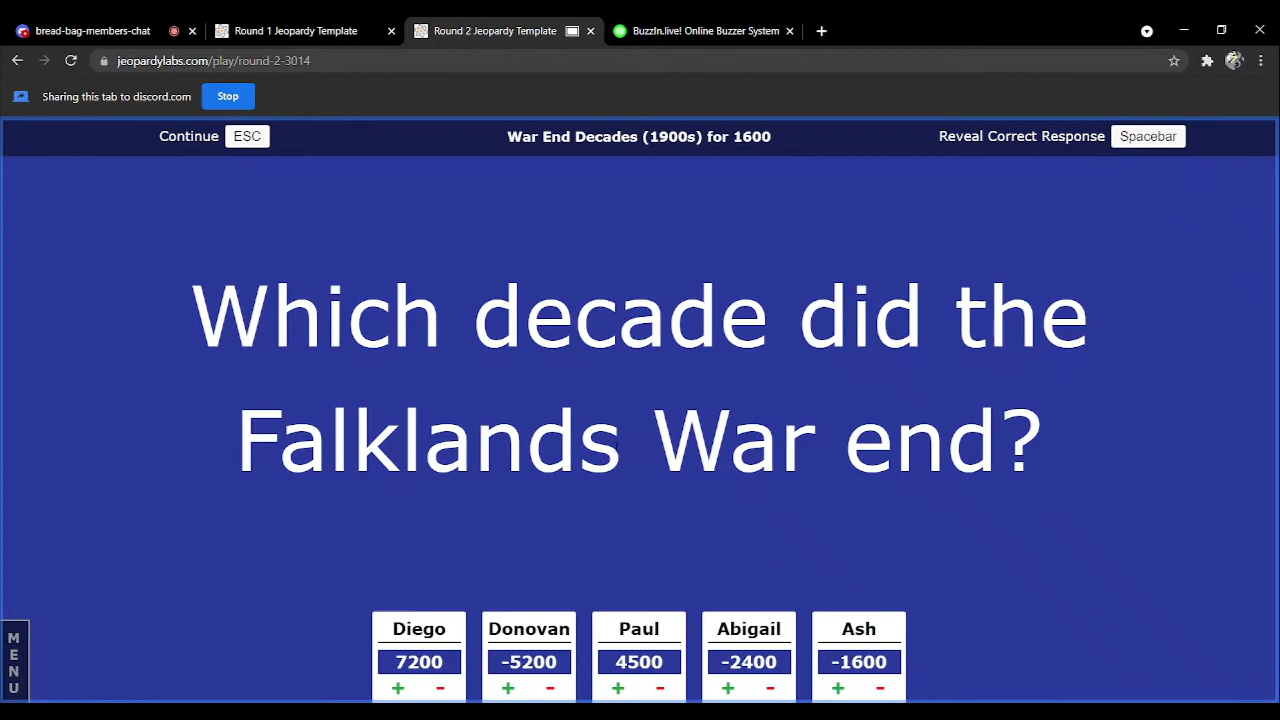 bread-bag-members-chat
Round 1 Jeopardy Template
Round 2 Jeopardy Template
BuzzIn.live! Online Buzzer System
jeopardylabs.com/play/round-2-3014
Sharing this tab to discord.com
Stop
Continue ESC
War End Decades (1900s) for 1600
Reveal Correct Response Spacebar
Which decade did the
Falklands War end?
MENU
Diego Donovan Paul Abigail Ash
7200 -5200 4500 -2400 -1600
+ - + - + - + - + -